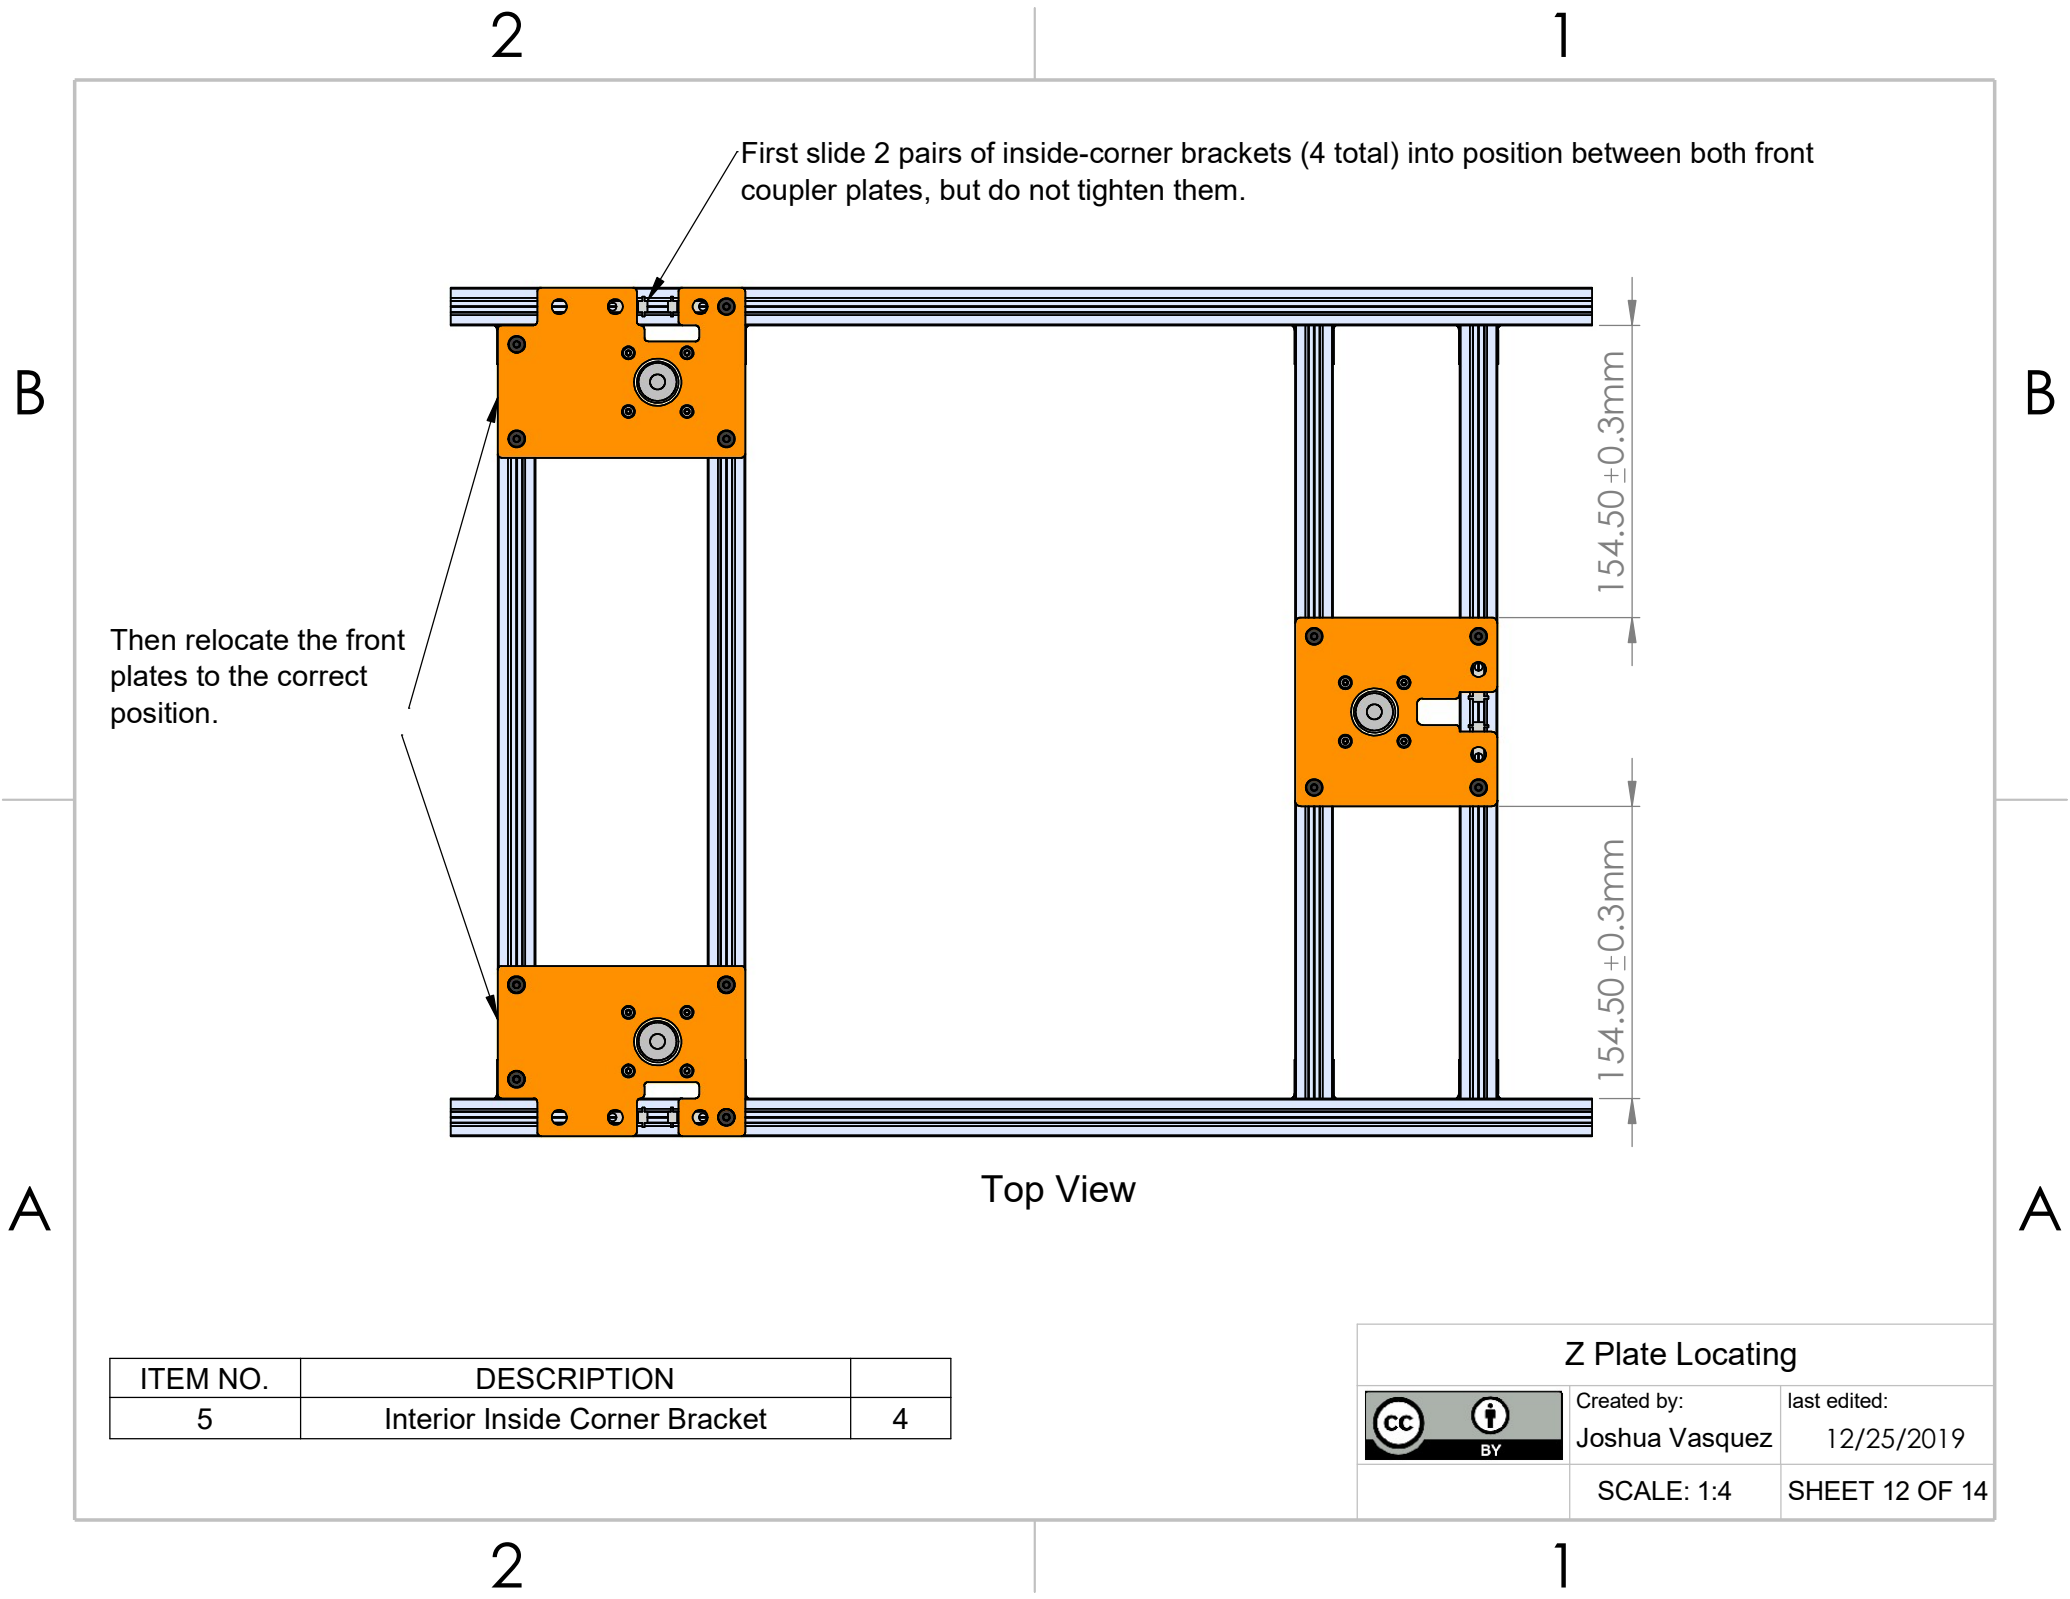 2 1
First slide 2 pairs of inside-corner brackets (4 total) into position between both front
coupler plates, but do not tighten them.
B B
154.50±0.3mm
Then relocate the front
plates to the correct
position.
154.50±0.3mm
A A
Top View
ITEM NO. DESCRIPTION
5 Interior Inside Corner Bracket 4
Z Plate Locating
cc BY
Created by:
Joshua Vasquez
last edited:
12/25/2019
SCALE: 1:4
SHEET 12 OF 14
2 1